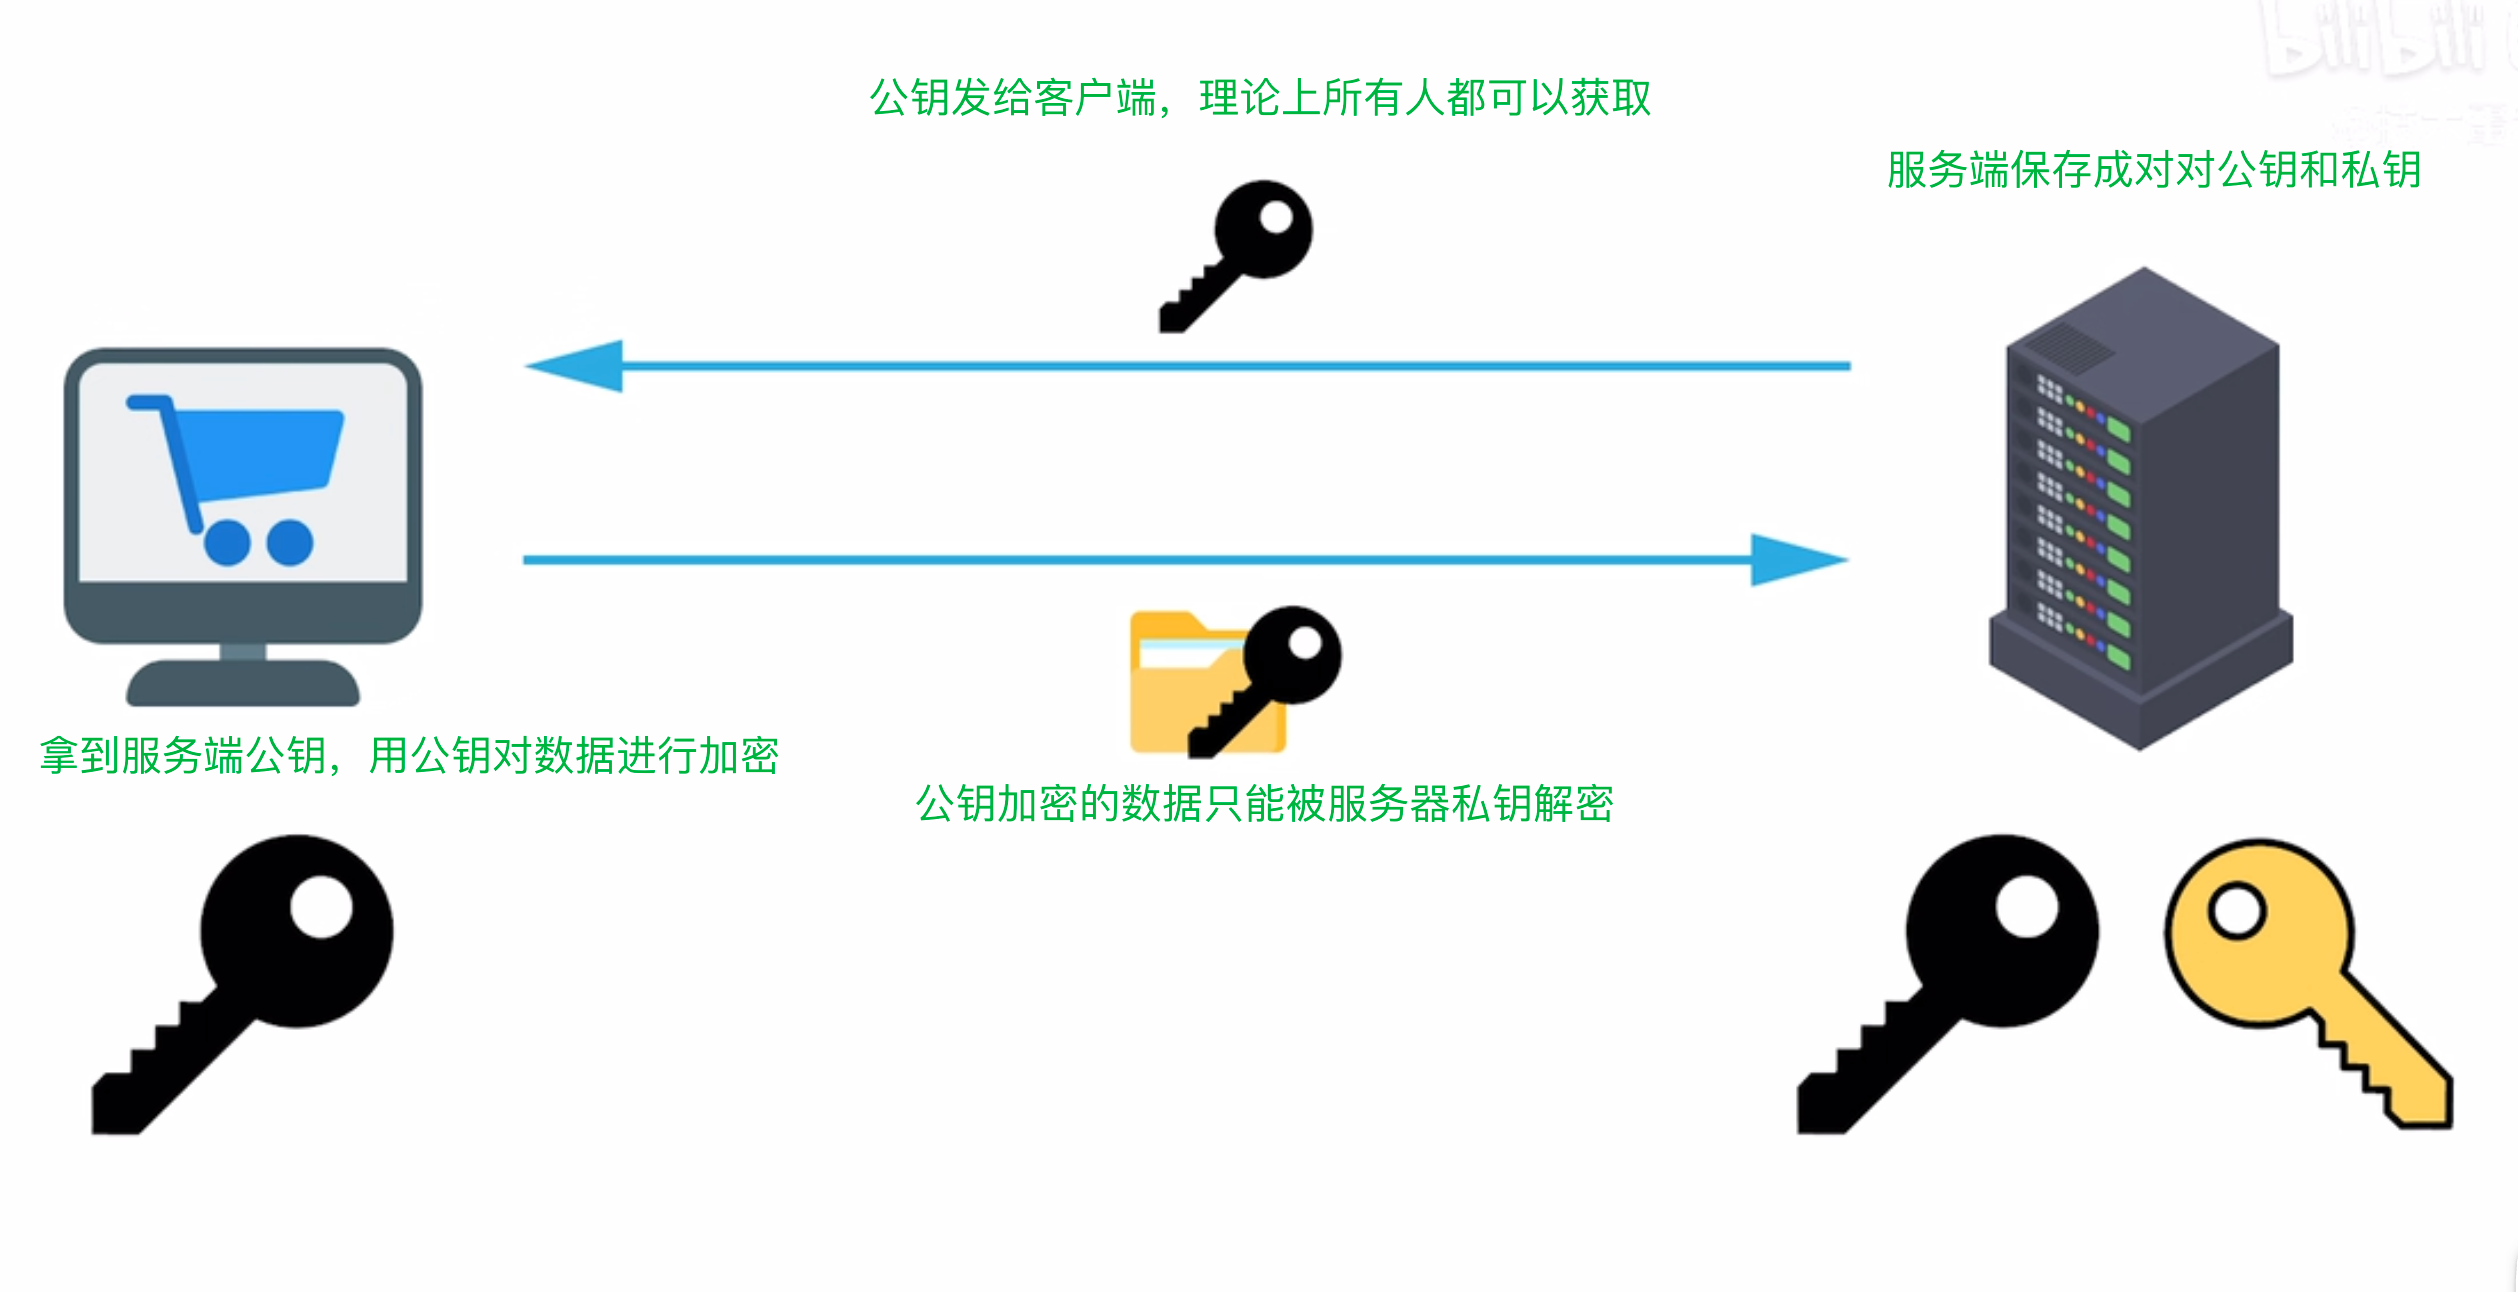 bilibili
公钥发给客户端，理论上所有人都可以获取
服务端保存成对对公钥和私钥
拿到服务端公钥，用公钥对数据进行加密
公钥加密的数据只能被服务器私钥解密